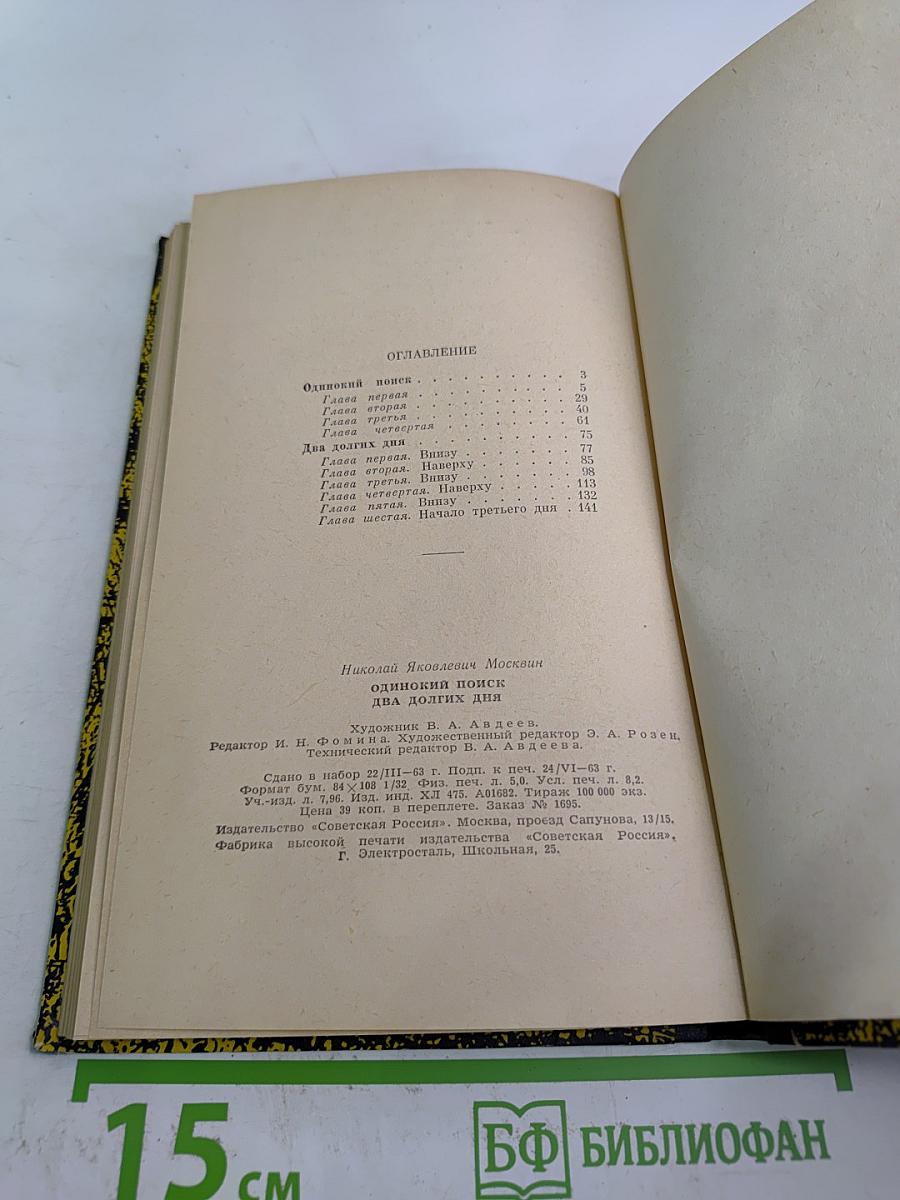 ОГЛАВЛЕНИЕ
Одинокий поиск . . . . . . . . . . 3
Глава первая . . . . . . . . . . 5
Глава вторая . . . . . . . . . . 29
Глава третья . . . . . . . . . . 40
Глава четвертая . . . . . . . . . 61
Два долгих дня . . . . . . . . . . 75
Глава первая. Внизу . . . . . . . 77
Глава вторая. Наверху . . . . . . 85
Глава третья. Внизу . . . . . . . 98
Глава четвертая. Наверху . . . . . 113
Глава пятая. Внизу . . . . . . . 132
Глава шестая. Начало третьего дня . 141
Николай Яковлевич Москвин
ОДИНОКИЙ ПОИСК
ДВА ДОЛГИХ ДНЯ
Художник В. А. Авдеев.
Редактор И. Н. Фомина. Художественный редактор Э. А. Розен,
Технический редактор В. А. Авдеева.
Сдано в набор 22/III—63 г. Подп. к печ. 24/VI—63 г.
Формат бум. 84×108 1/32. Физ. печ. л. 5,0. Усл. печ. л. 8,2.
Уч.-изд. л. 7,96. Изд. инд. ХЛ 475. А01682. Тираж 100 000 экз.
Цена 39 коп. в переплете. Заказ № 1695.
Издательство «Советская Россия». Москва, проезд Сапунова, 13/15.
Фабрика высокой печати издательства «Советская Россия»,
г. Электросталь, Школьная, 25.
15 см
БФ БИБЛИОФАН